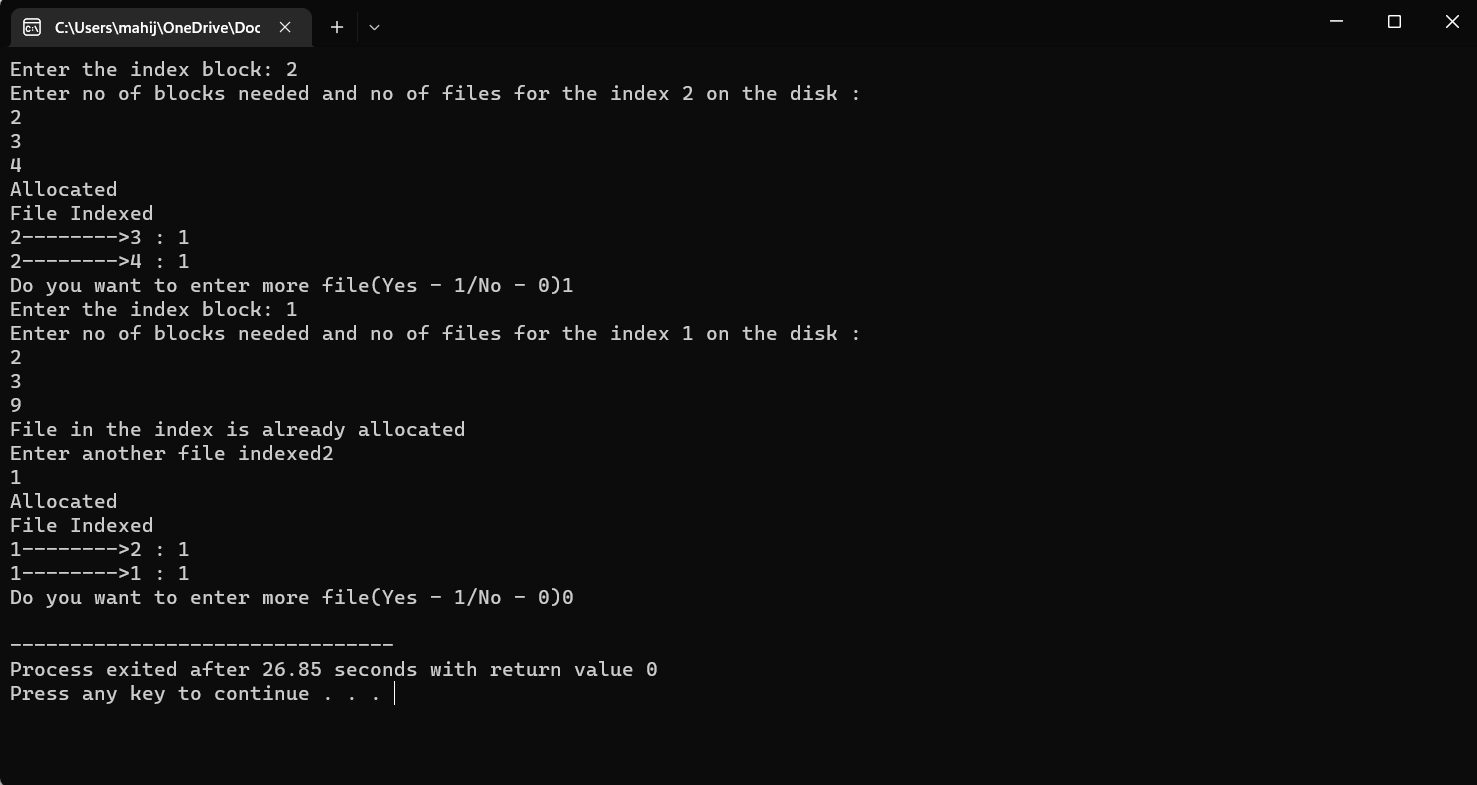 C:\Users\mahij\OneDrive\Doc
Enter the index block: 2
Enter no of blocks needed and no of files for the index 2 on the disk :
2
3
4
Allocated
File Indexed
2-------->3 : 1
2-------->4 : 1
Do you want to enter more file(Yes - 1/No - 0)1
Enter the index block: 1
Enter no of blocks needed and no of files for the index 1 on the disk :
2
3
9
File in the index is already allocated
Enter another file indexed2
1
Allocated
File Indexed
1-------->2 : 1
1-------->1 : 1
Do you want to enter more file(Yes - 1/No - 0)0
--------------------------------
Process exited after 26.85 seconds with return value 0
Press any key to continue . . .